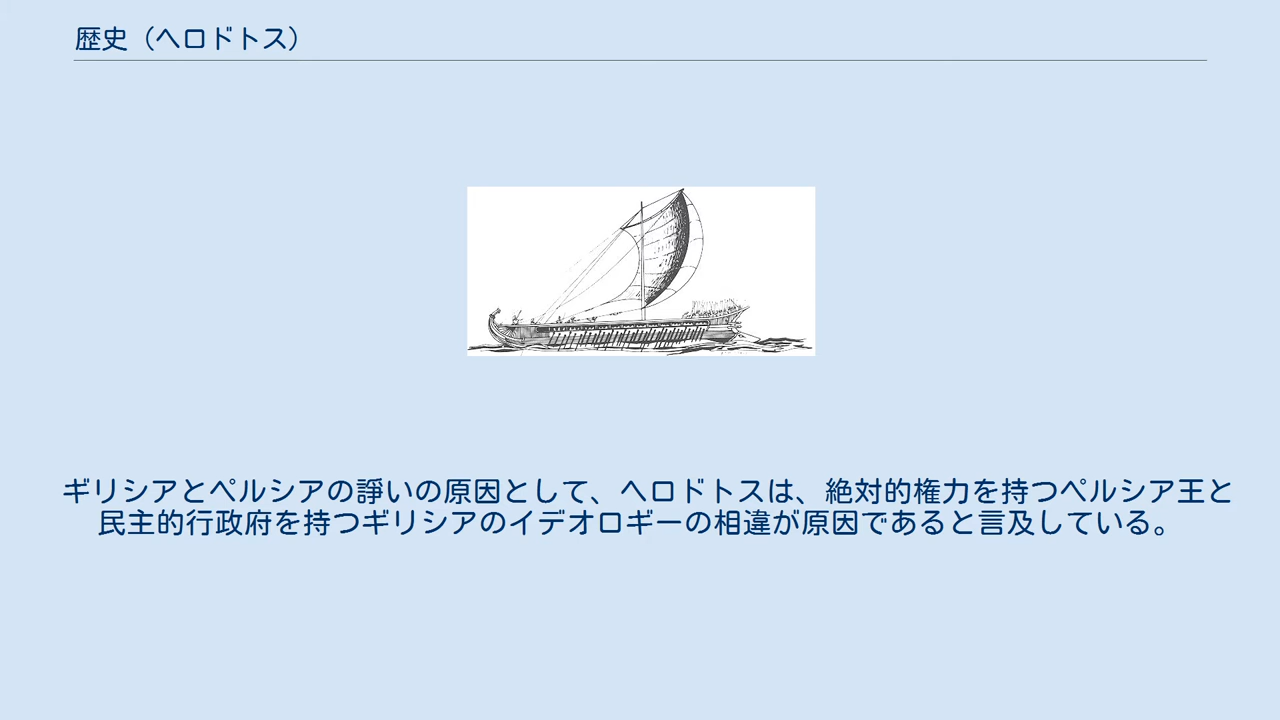 歴史（ヘロドトス）
ギリシアとペルシアの諍いの原因として、ヘロドトスは、絶対的権力を持つペルシア王と
民主的行政府を持つギリシアのイデオロギーの相違が原因であると言及している。